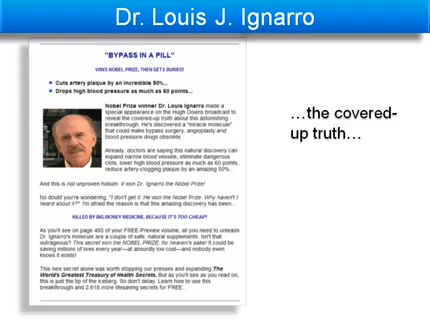 Dr. Louis J. Ignarro
"BYPASS IN A PILL"
WINS NOBEL PRIZE, THEN GETS BURIED!
Cuts artery plaque by an incredible 50%...
Drops high blood pressure as much as 60 points...
Nobel Prize winner Dr. Louis Ignarro made a
special appearance on the Hugh Downs broadcast to
reveal the covered-up truth about this astonishing
breakthrough. He's discovered a "miracle molecule"
that could make bypass surgery, angioplasty and
blood pressure drugs obsolete.
Already, doctors are saying this natural discovery can
expand narrow blood vessels, eliminate dangerous
clots, lower high blood pressure as much as 60 points,
reduce artery-clogging plaque by an amazing 50%...
And this is not unproven hokum. It won Dr. Ignarro the Nobel Prize!
No doubt you're wondering, "I don't get it. He won the Nobel Prize. Why haven't I
heard about it?" I'm afraid the reason is that this amazing discovery has been...
KILLED BY BIG-MONEY MEDICINE, BECAUSE IT'S TOO CHEAP!
As you'll see on page 485 of your FREE-Preview volume, all you need to unleash
Dr. Ignarro's molecule are a couple of safe, natural supplements. Isn't that
outrageous? This secret won the NOBEL PRIZE, for heaven's sake! It could be
saving millions of lives every year—at absurdly low cost—and nobody even
knows it exists!
This new secret alone was worth stopping our presses and expanding The
World's Greatest Treasury of Health Secrets. But as you'll see as you read on,
this is just the tip of the iceberg. So don't delay. Learn how to use this
breakthrough and 2,618 more lifesaving secrets for FREE.
…the covered-
up truth…